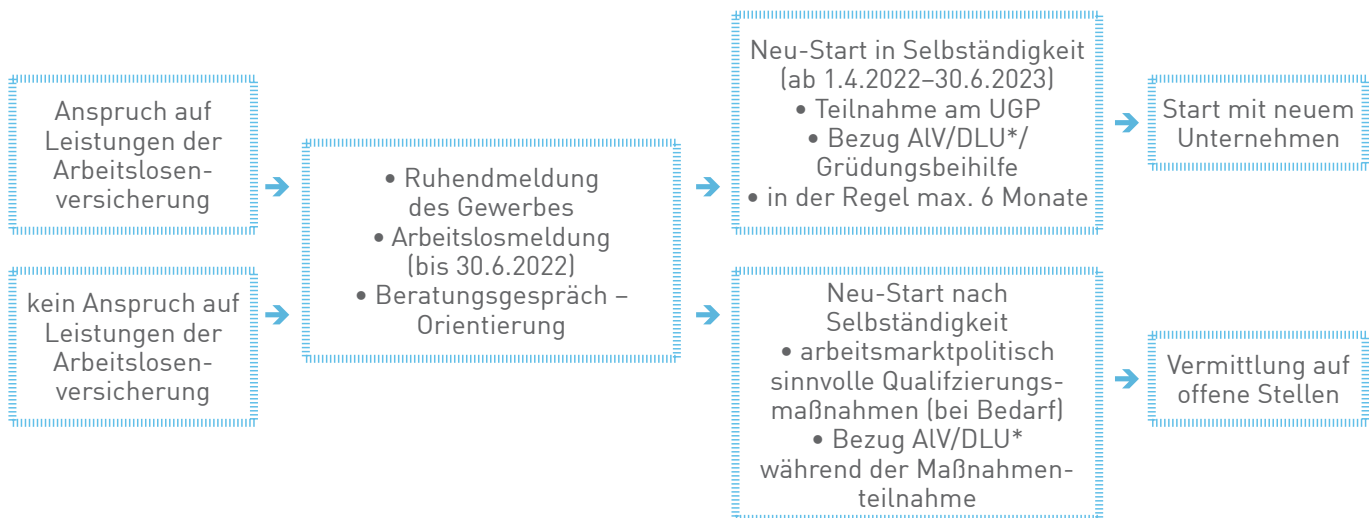 Anspruch auf
Leistungen der
Arbeitslosen-
versicherung
kein Anspruch auf
Leistungen der
Arbeitslosen-
versicherung
• Ruhendmeldung
des Gewerbes
• Arbeitslosmeldung
(bis 30.6.2022)
• Beratungsgespräch –
Orientierung
Neu-Start in Selbständigkeit
(ab 1.4.2022–30.6.2023)
• Teilnahme am UGP
• Bezug AlV/DLU*/
Grüdungsbeihilfe
• in der Regel max. 6 Monate
Start mit neuem
Unternehmen
Neu-Start nach
Selbständigkeit
• arbeitsmarktpolitisch
sinnvolle Qualifzierungs-
maßnahmen (bei Bedarf)
• Bezug AlV/DLU*
während der Maßnahmen-
teilnahme
Vermittlung auf
offene Stellen